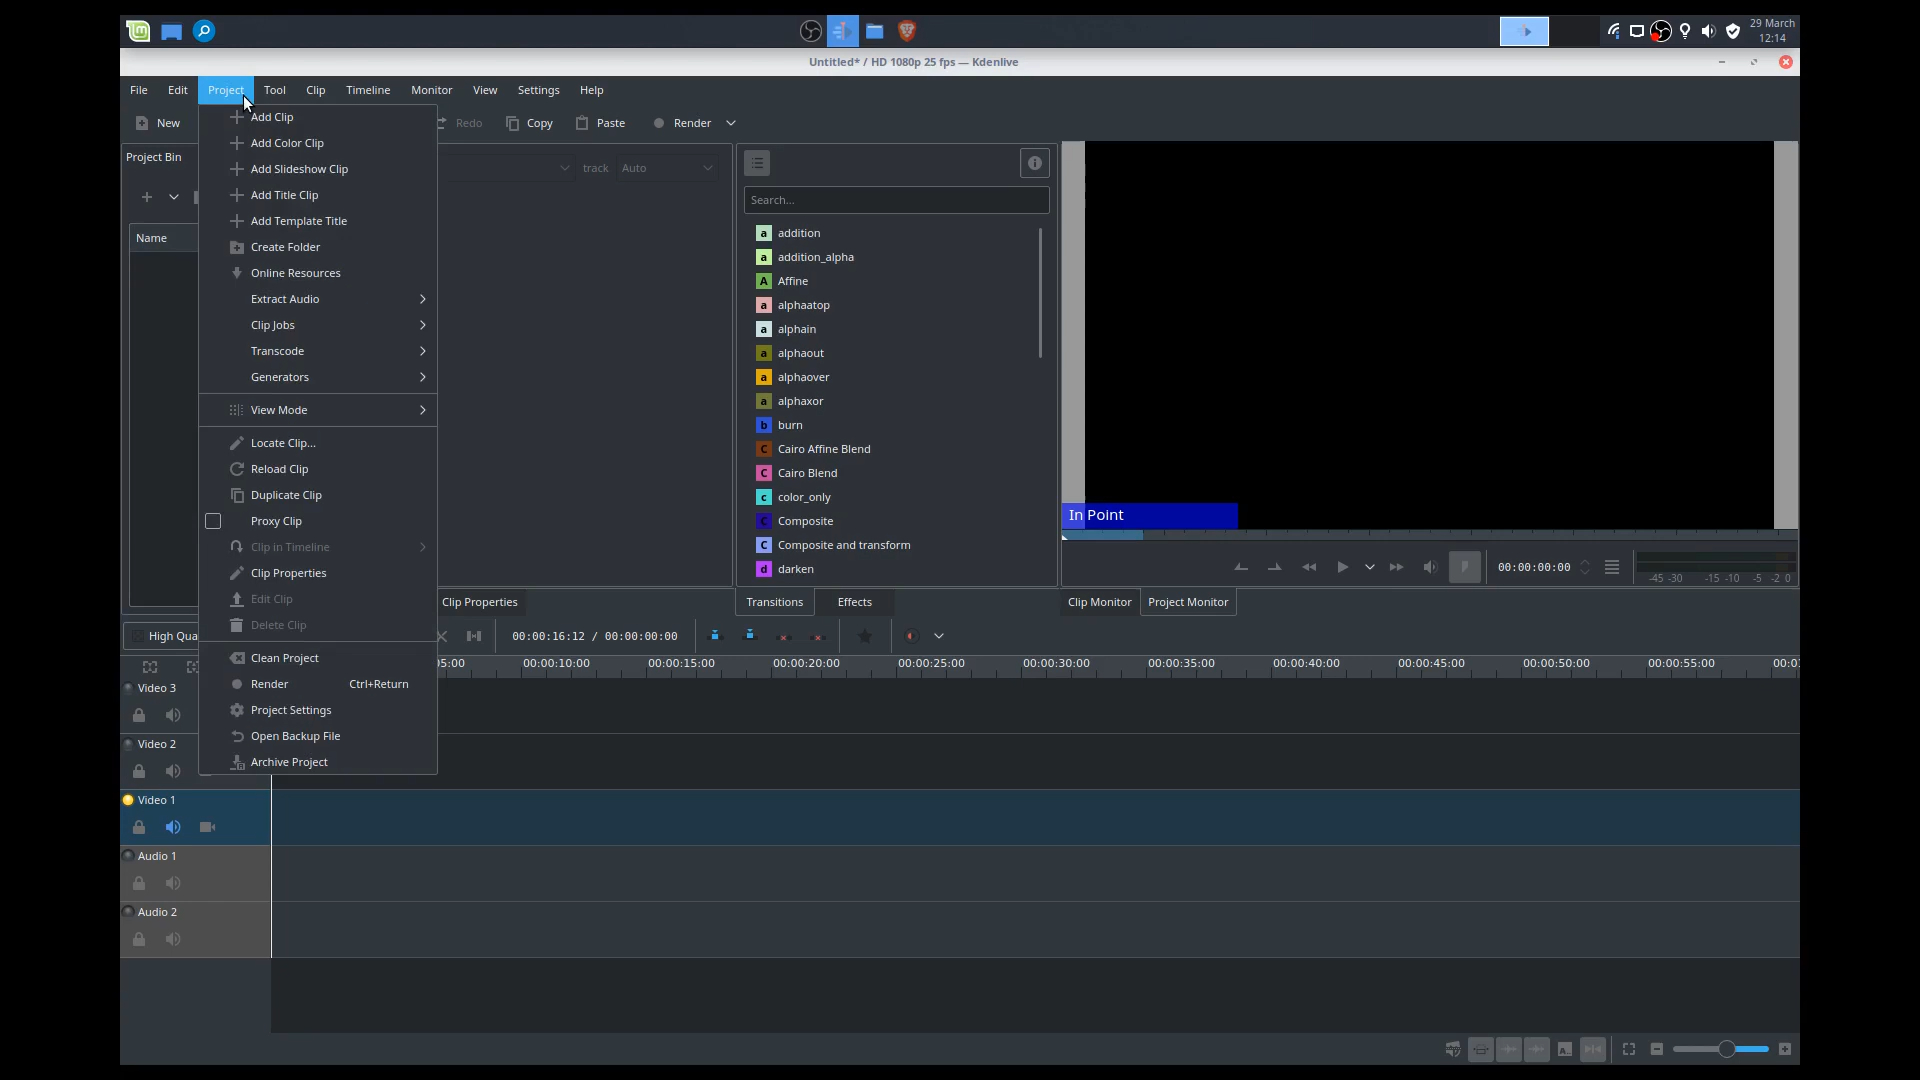 29 March
12:14
Untitled* / HD 1080p 25 fps — Kdenlive
File Edit Project Tool Clip Timeline Monitor View Settings Help
New Redo Copy Paste Render
Project Bin
Name
Add Clip
Add Color Clip
Add Slideshow Clip
Add Title Clip
Add Template Title
Create Folder
Online Resources
Extract Audio
Clip Jobs
Transcode
Generators
View Mode
Locate Clip...
Reload Clip
Duplicate Clip
Proxy Clip
Clip in Timeline
Clip Properties
Edit Clip
Delete Clip
Clean Project
Render Ctrl+Return
Project Settings
Open Backup File
Archive Project
track Auto
Search...
a addition
a addition_alpha
A Affine
a alphaatop
a alphain
a alphaout
a alphaover
a alphaxor
b burn
C Cairo Affine Blend
C Cairo Blend
c color_only
C Composite
C Composite and transform
d darken
In Point
00:00:00:00
-45 -30 -15 -10 -5 -2 0
Clip Properties Transitions Effects Clip Monitor Project Monitor
High Qua 00:00:16:12 / 00:00:00:00
05:00 00:00:10:00 00:00:15:00 00:00:20:00 00:00:25:00 00:00:30:00 00:00:35:00 00:00:40:00 00:00:45:00 00:00:50:00 00:00:55:00 00:0
Video 3
Video 2
Video 1
Audio 1
Audio 2